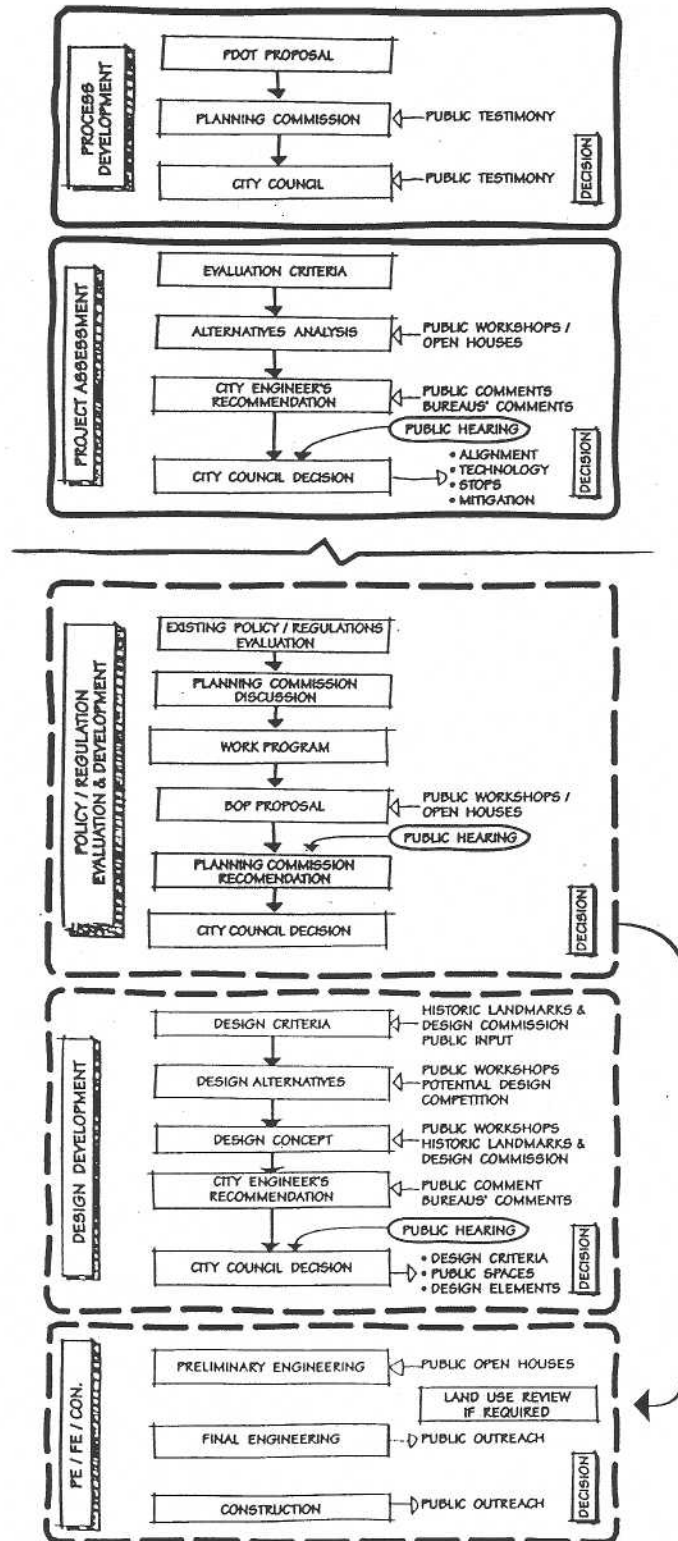 PROCESS
DEVELOPMENT
PDOT PROPOSAL
PLANNING COMMISSION
PUBLIC TESTIMONY
CITY COUNCIL
PUBLIC TESTIMONY
DECISION
PROJECT ASSESSMENT
EVALUATION CRITERIA
ALTERNATIVES ANALYSIS
PUBLIC WORKSHOPS /
OPEN HOUSES
CITY ENGINEER'S
RECOMMENDATION
PUBLIC COMMENTS
BUREAUS' COMMENTS
PUBLIC HEARING
CITY COUNCIL DECISION
• ALIGNMENT
• TECHNOLOGY
• STOPS
• MITIGATION
DECISION
POLICY / REGULATION
EVALUATION & DEVELOPMENT
EXISTING POLICY / REGULATIONS
EVALUATION
PLANNING COMMISSION
DISCUSSION
WORK PROGRAM
BOP PROPOSAL
PUBLIC WORKSHOPS /
OPEN HOUSES
PUBLIC HEARING
PLANNING COMMISSION
RECOMENDATION
CITY COUNCIL DECISION
DECISION
DESIGN DEVELOPMENT
DESIGN CRITERIA
HISTORIC LANDMARKS &
DESIGN COMMISSION
PUBLIC INPUT
DESIGN ALTERNATIVES
PUBLIC WORKSHOPS
POTENTIAL DESIGN
COMPETITION
DESIGN CONCEPT
PUBLIC WORKSHOPS
HISTORIC LANDMARKS &
DESIGN COMMISSION
CITY ENGINEER'S
RECOMMENDATION
PUBLIC COMMENT
BUREAUS' COMMENTS
PUBLIC HEARING
CITY COUNCIL DECISION
• DESIGN CRITERIA
• PUBLIC SPACES
• DESIGN ELEMENTS
DECISION
PE / FE / CON.
PRELIMINARY ENGINEERING
PUBLIC OPEN HOUSES
LAND USE REVIEW
IF REQUIRED
FINAL ENGINEERING
PUBLIC OUTREACH
CONSTRUCTION
PUBLIC OUTREACH
DECISION